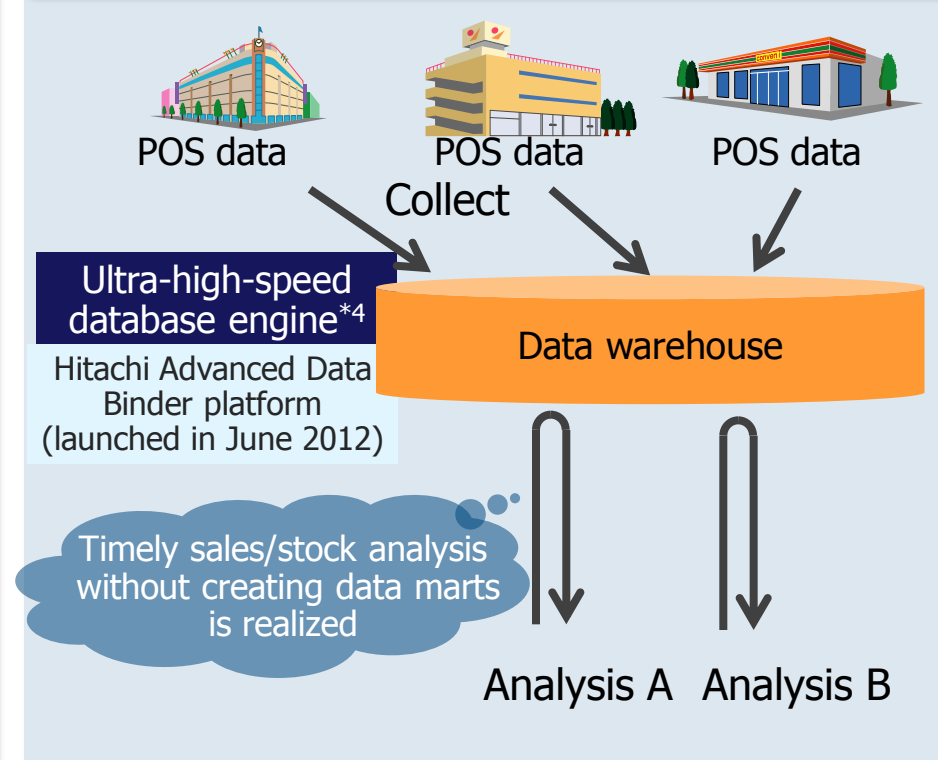 conven i
POS data
POS data
POS data
Collect
Ultra-high-speed
database engine*4
Hitachi Advanced Data
Binder platform
(launched in June 2012)
Data warehouse
Timely sales/stock analysis
without creating data marts
is realized
Analysis A
Analysis B